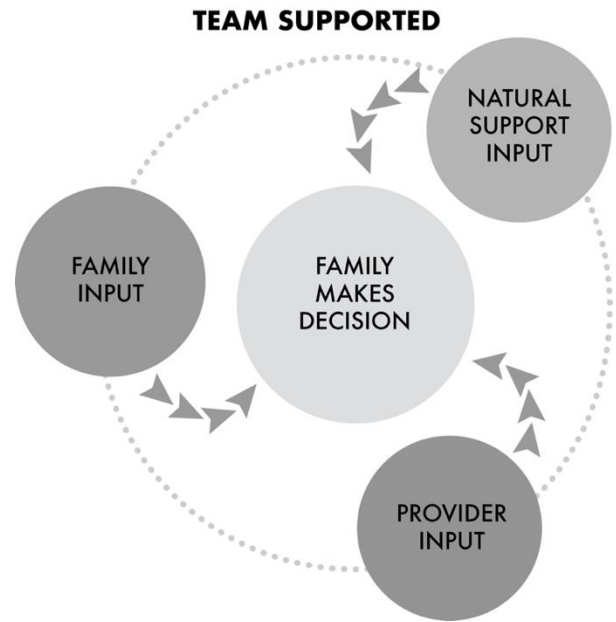 TEAM SUPPORTED
NATURAL
SUPPORT
INPUT
FAMILY
INPUT
FAMILY
MAKES
DECISION
PROVIDER
INPUT